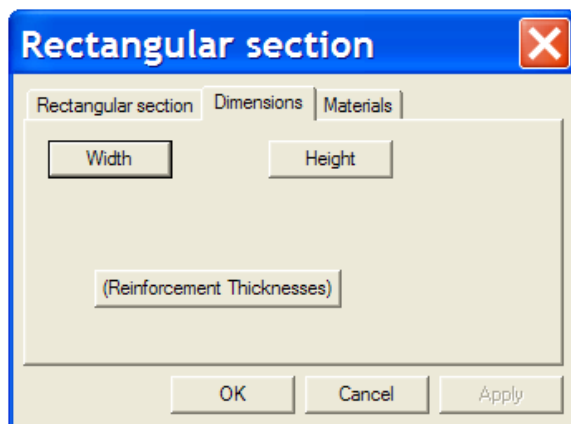 Rectangular section
Rectangular section Dimensions Materials
Width Height
(Reinforcement Thicknesses)
OK Cancel Apply